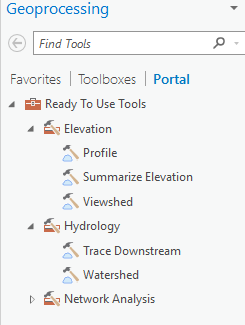 Geoprocessing
Find Tools
Favorites Toolboxes Portal
Ready To Use Tools
Elevation
Profile
Summarize Elevation
Viewshed
Hydrology
Trace Downstream
Watershed
Network Analysis